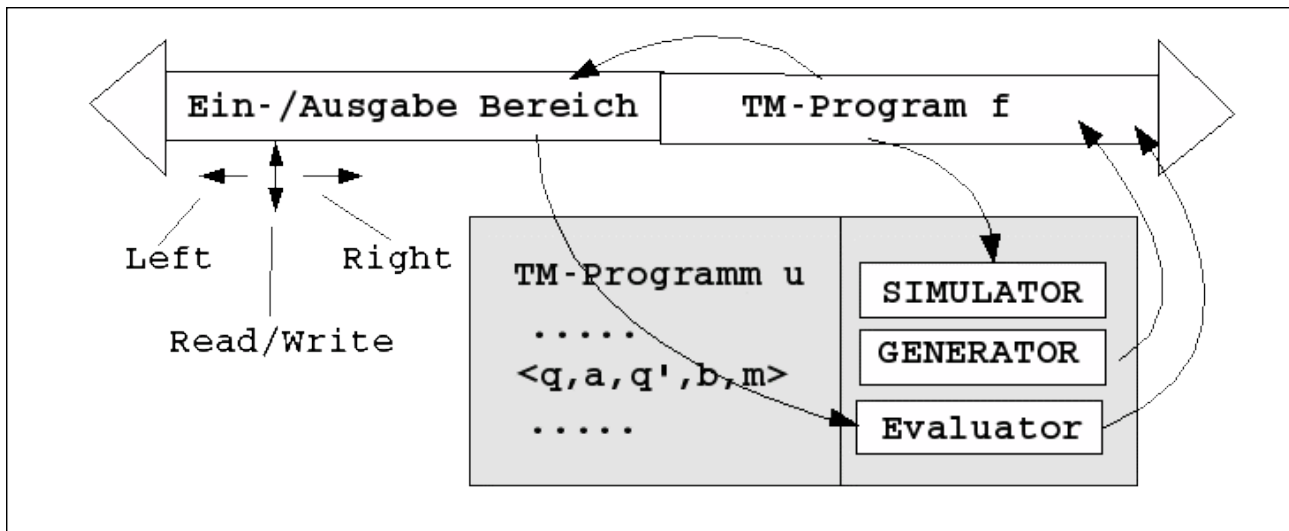 Ein-/Ausgabe Bereich
TM-Program f
Left
Right
Read/Write
TM-Programm u
.....
<q,a,q',b,m>
.....
SIMULATOR
GENERATOR
Evaluator